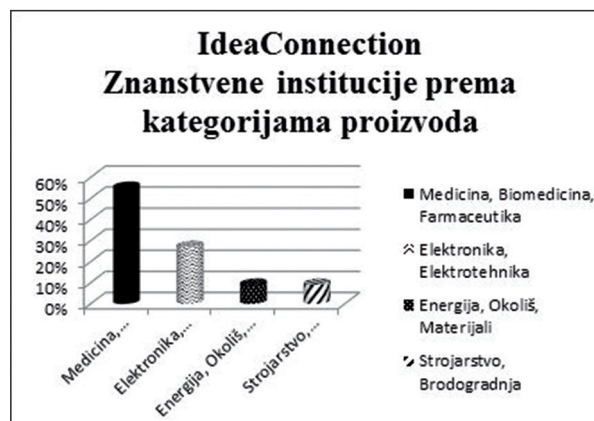 IdeaConnection
Znanstvene institucije prema
kategorijama proizvoda
60%
50%
40%
30%
20%
10%
0%
Medicina,...
Elektronika,...
Energija, Okoliš,...
Strojarstvo,...
Medicina, Biomedicina,
Farmaceutika
Elektronika,
Elektrotehnika
Energija, Okoliš,
Materijali
Strojarstvo,
Brodogradnja